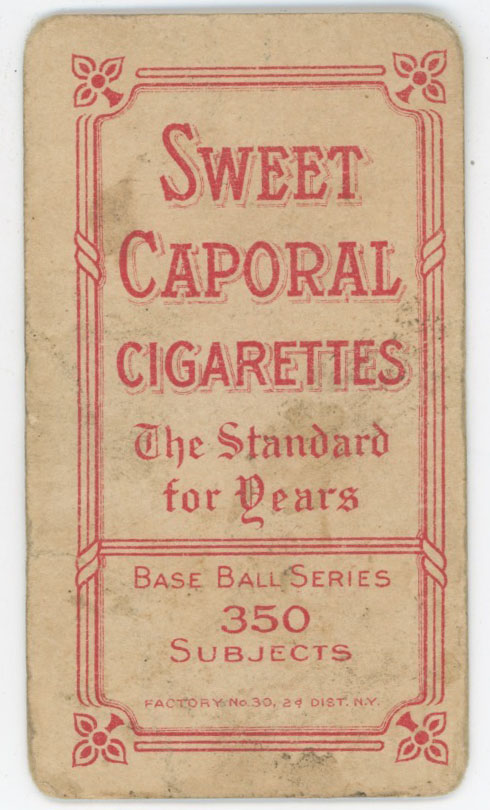 SWEET
CAPORAL
CIGARETTES
The Standard
for Years
BASE BALL SERIES
350
SUBJECTS
FACTORY No. 30, 2d DIST. N.Y.